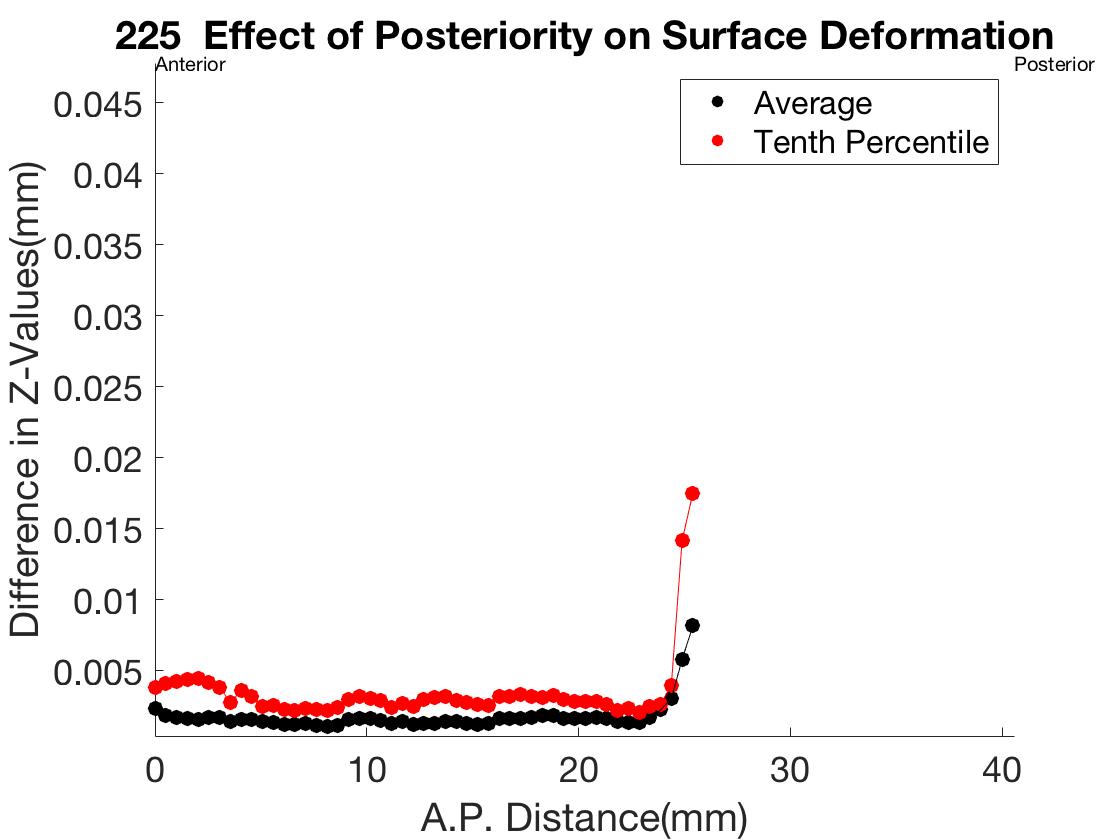 225  Effect of Posteriority on Surface Deformation
Anterior
Posterior
Average
Tenth Percentile
0.045
0.04
0.035
0.03
0.025
0.02
0.015
0.01
0.005
Difference in Z-Values(mm)
0
10
20
30
40
A.P. Distance(mm)